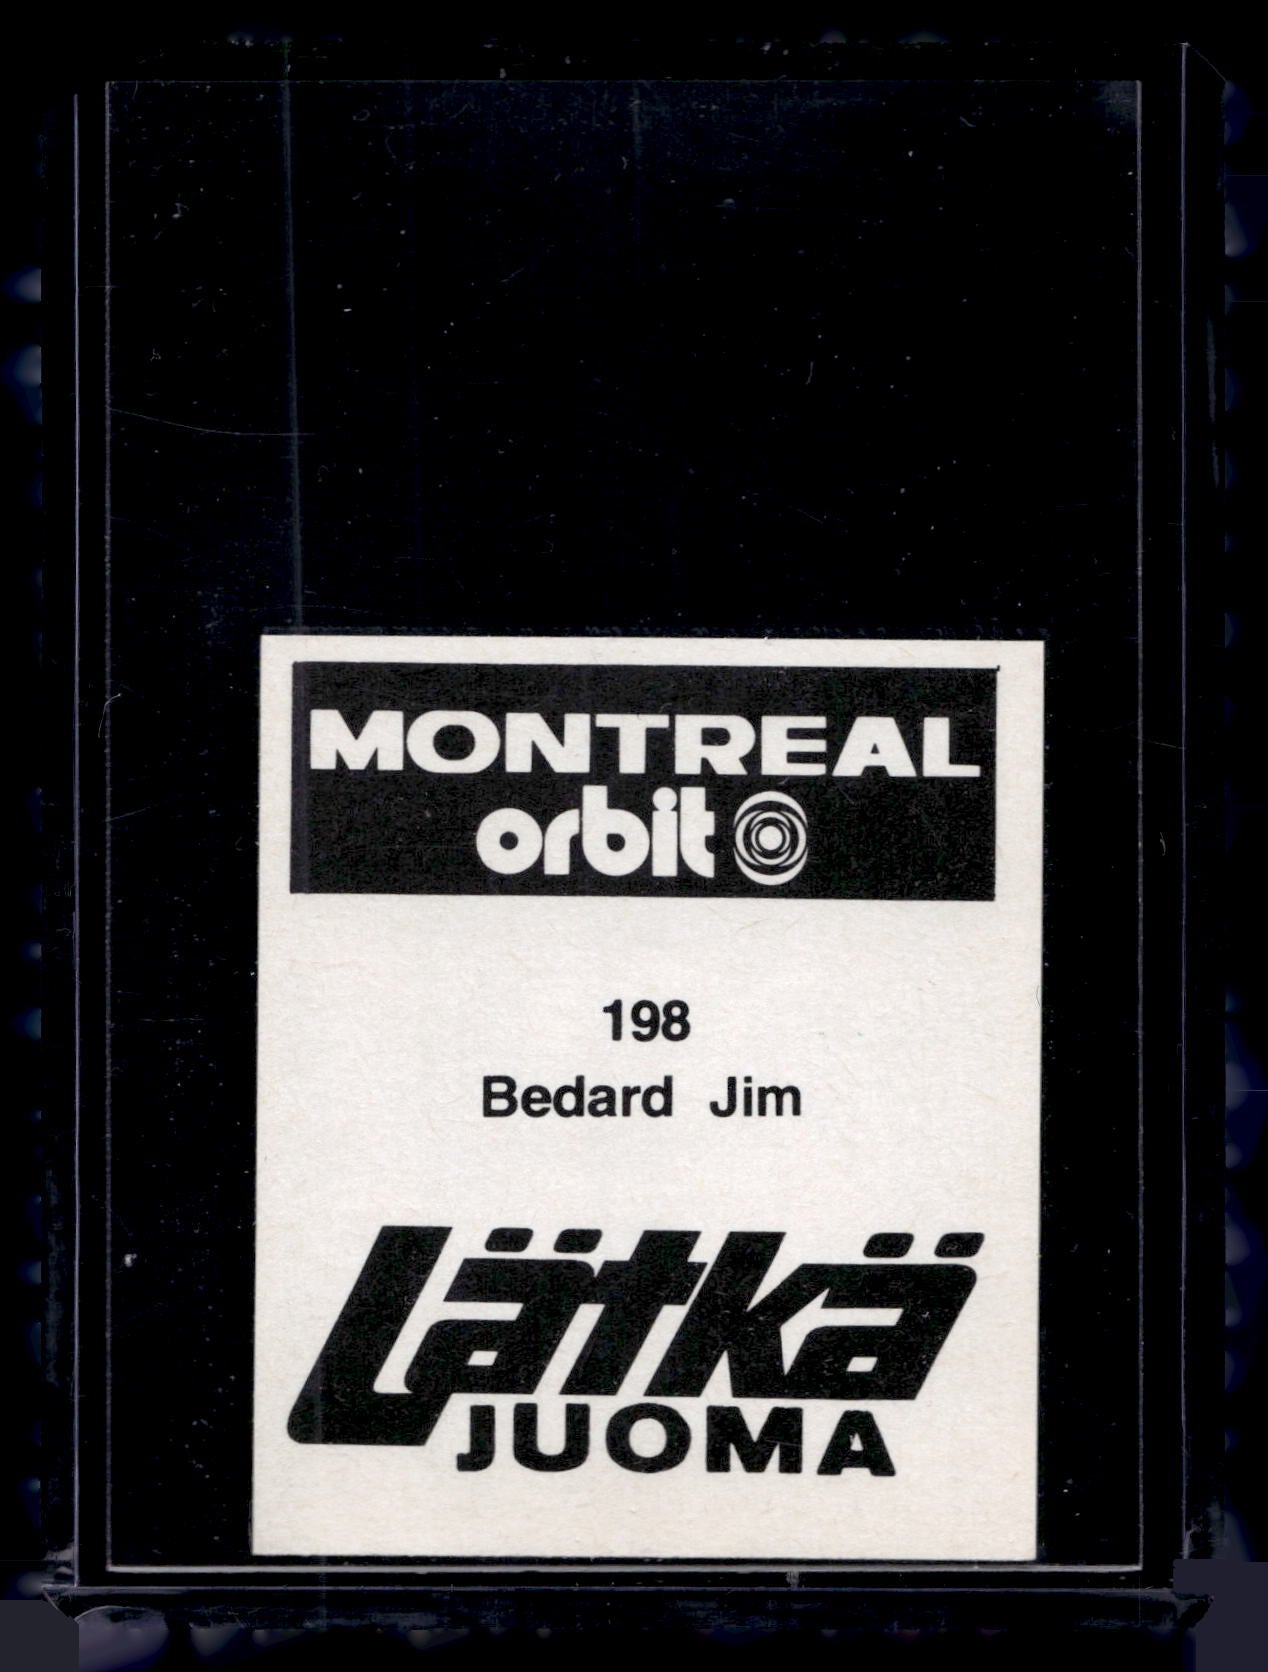 MONTREAL
orbit
198
Bedard Jim
Lätkä
JUOMA